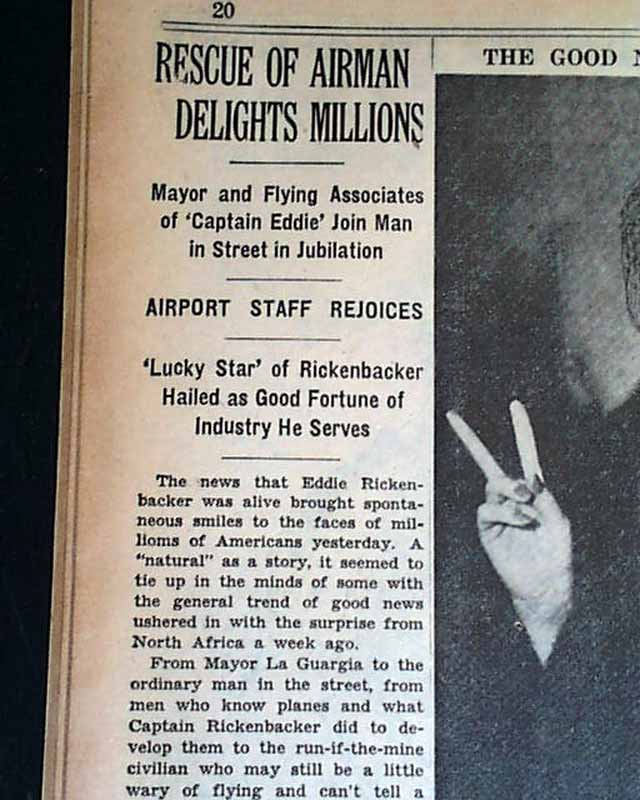 20
RESCUE OF AIRMAN
DELIGHTS MILLIONS
Mayor and Flying Associates
of ‘Captain Eddie’ Join Man
in Street in Jubilation
AIRPORT STAFF REJOICES
‘Lucky Star’ of Rickenbacker
Hailed as Good Fortune of
Industry He Serves
The news that Eddie Ricken-
backer was alive brought sponta-
neous smiles to the faces of mil-
lioms of Americans yesterday. A
“natural” as a story, it seemed to
tie up in the minds of some with
the general trend of good news
ushered in with the surprise from
North Africa a week ago.
From Mayor La Guargia to the
ordinary man in the street, from
men who know planes and what
Captain Rickenbacker did to de-
velop them to the run-if-the-mine
civilian who may still be a little
wary of flying and can't tell a
THE GOOD